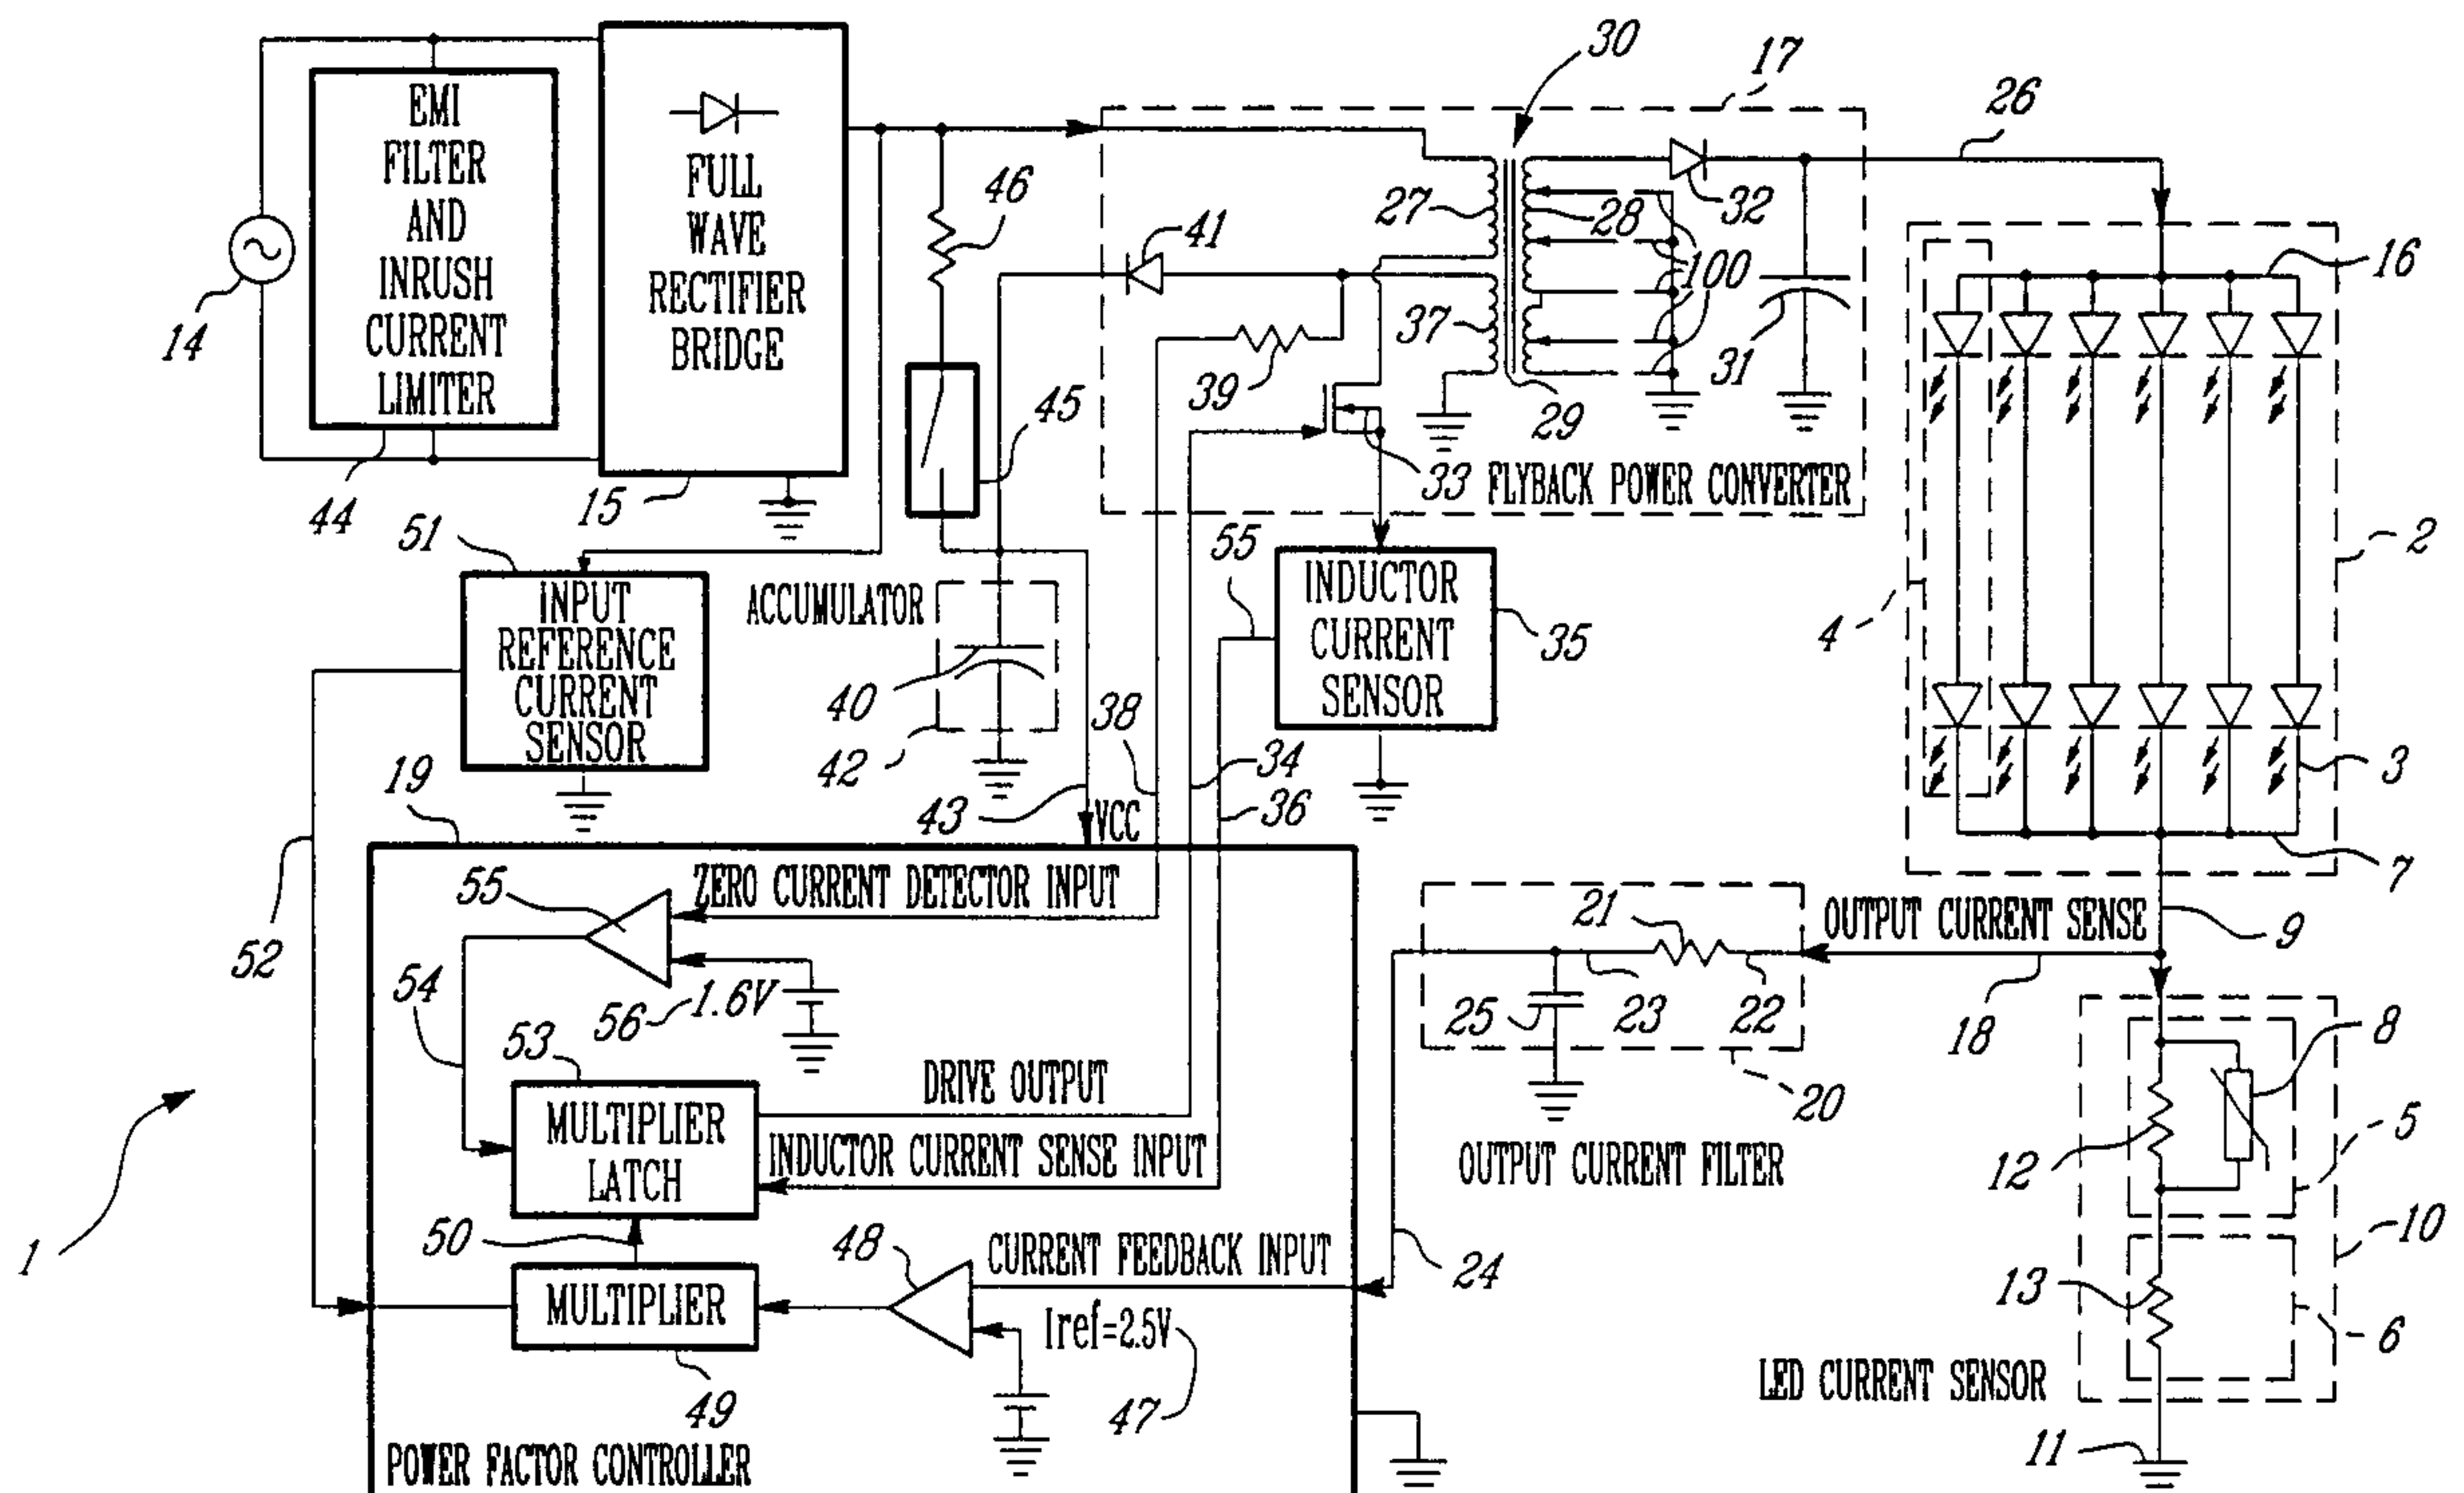 EMI
FILTER
AND
INRUSH
CURRENT
LIMITER
14
44
FULL
WAVE
RECTIFIER
BRIDGE
15
46
45
30
17
26
27
28
32
41
100
31
37
39
29
33
FLYBACK POWER CONVERTER
16
2
4
3
7
51
INPUT
REFERENCE
CURRENT
SENSOR
ACCUMULATOR
40
42
55
INDUCTOR
CURRENT
SENSOR
35
38
34
36
43
VCC
19
52
ZERO CURRENT DETECTOR INPUT
55
54
56
1.6V
53
MULTIPLIER
LATCH
DRIVE OUTPUT
INDUCTOR CURRENT SENSE INPUT
50
48
CURRENT FEEDBACK INPUT
MULTIPLIER
49
Iref=2.5V
47
POWER FACTOR CONTROLLER
1
21
OUTPUT CURRENT SENSE
9
25
23
22
18
20
24
OUTPUT CURRENT FILTER
8
5
12
10
13
6
LED CURRENT SENSOR
11